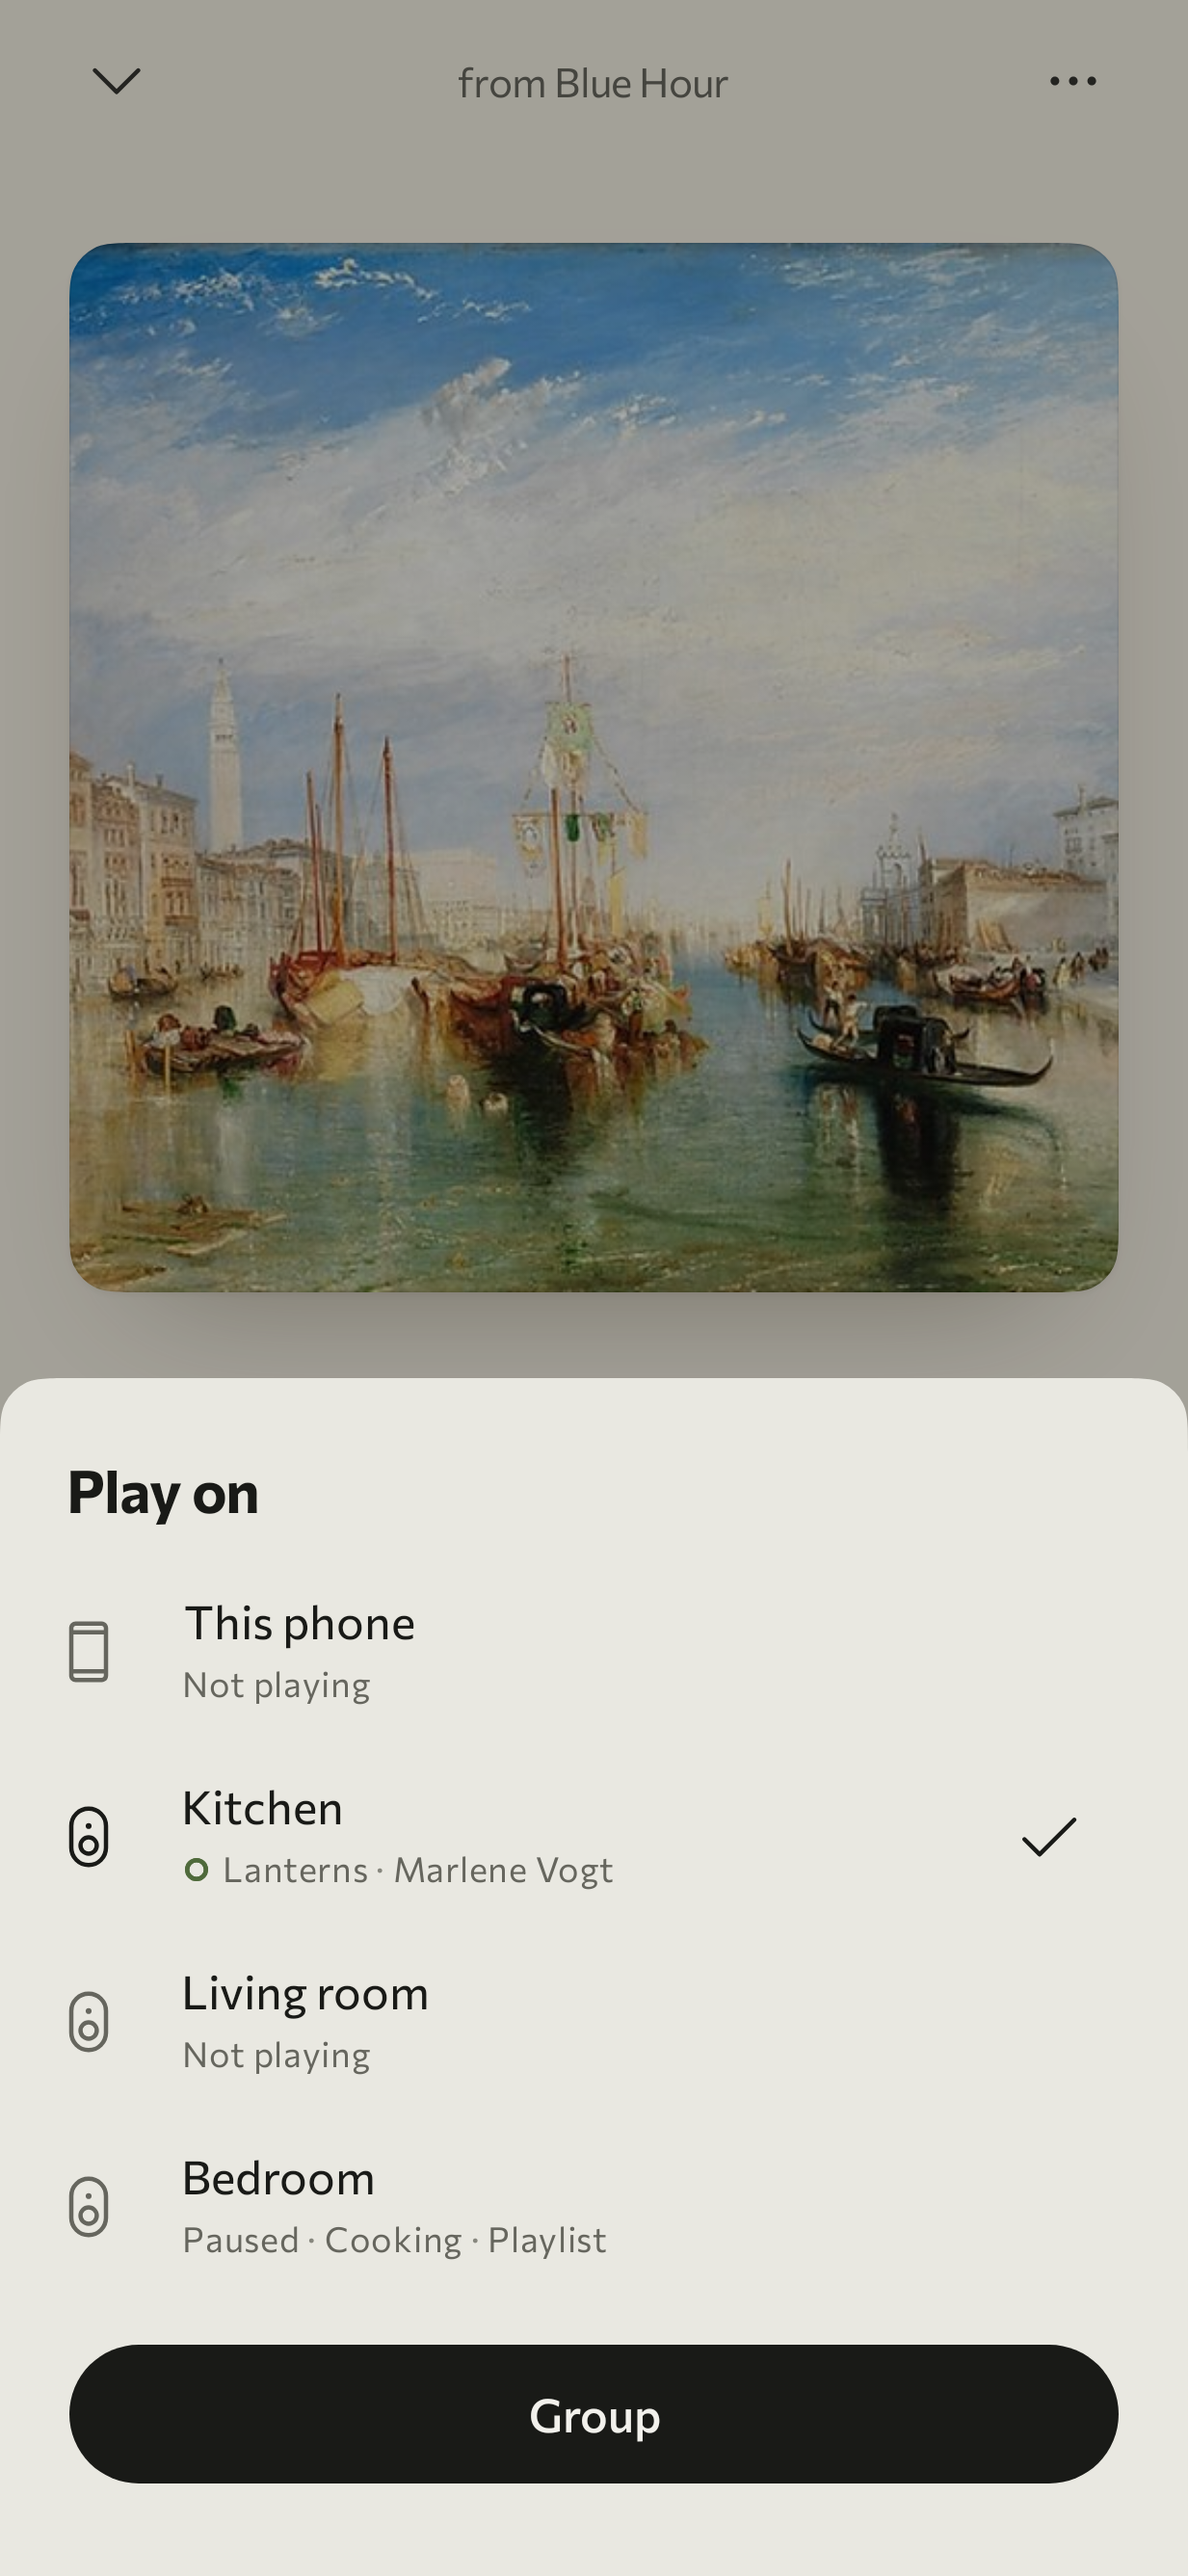 from Blue Hour
Play on
This phone
Not playing
Kitchen
Lanterns · Marlene Vogt
Living room
Not playing
Bedroom
Paused · Cooking · Playlist
Group